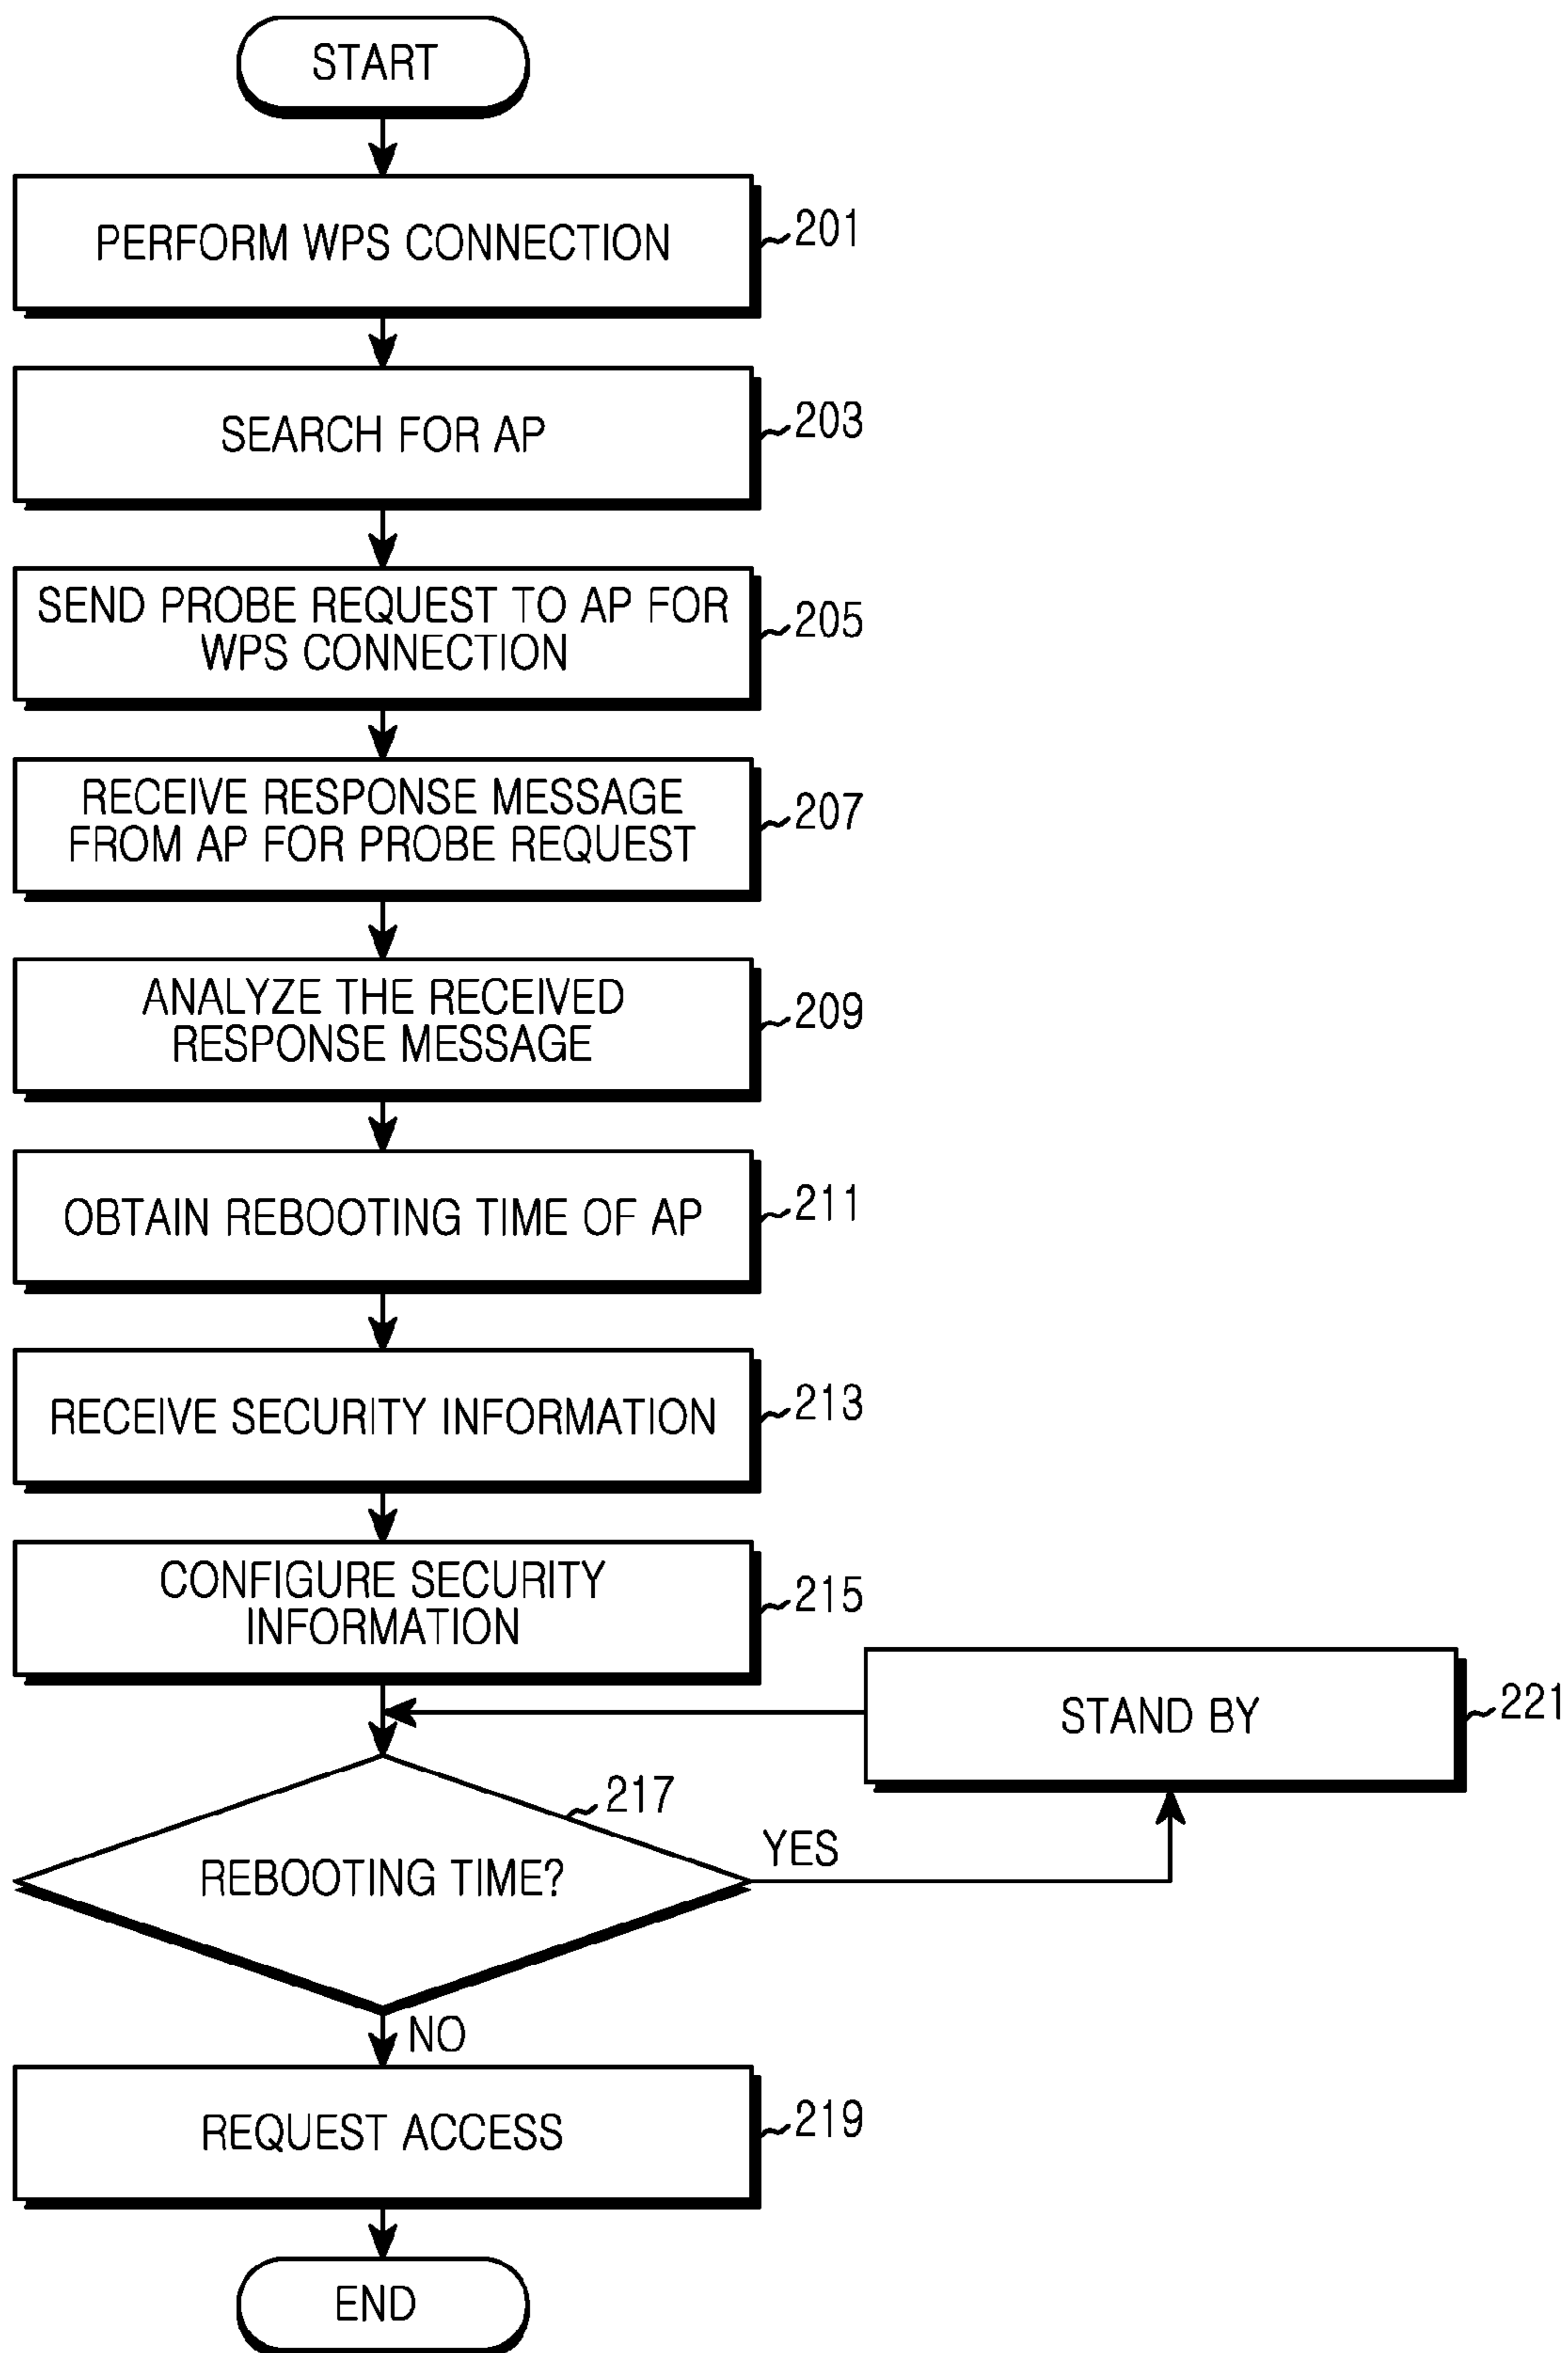 START
PERFORM WPS CONNECTION
201
SEARCH FOR AP
203
SEND PROBE REQUEST TO AP FOR
WPS CONNECTION
205
RECEIVE RESPONSE MESSAGE
FROM AP FOR PROBE REQUEST
207
ANALYZE THE RECEIVED
RESPONSE MESSAGE
209
OBTAIN REBOOTING TIME OF AP
211
RECEIVE SECURITY INFORMATION
213
CONFIGURE SECURITY
INFORMATION
215
STAND BY
221
217
REBOOTING TIME?
YES
NO
REQUEST ACCESS
219
END